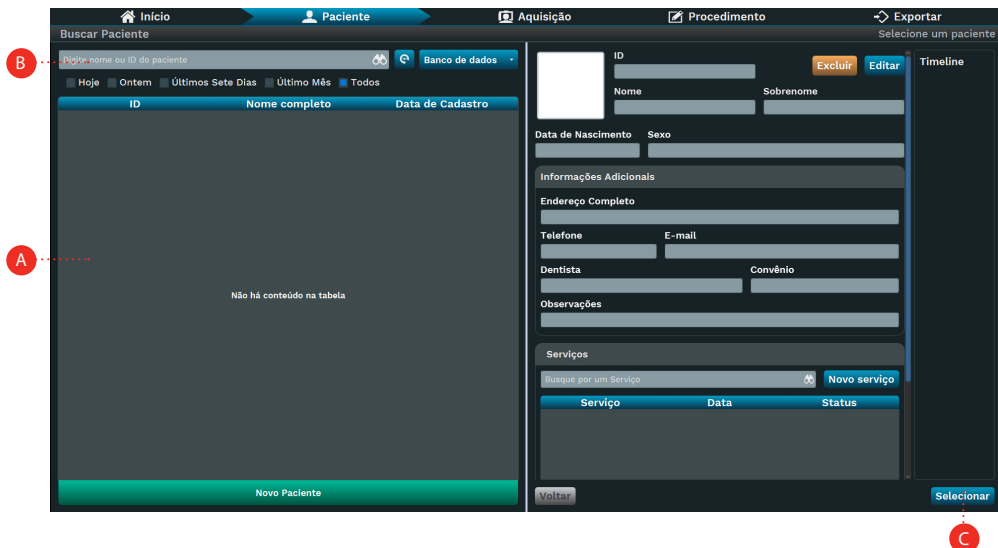 Início Paciente Aquisição Procedimento Exportar
Buscar Paciente Selecione um paciente
B
Digite nome ou ID do paciente Banco de dados
Hoje Ontem Últimos Sete Dias Último Mês Todos
ID Nome completo Data de Cadastro
A
Não há conteúdo na tabela
Novo Paciente
ID
Excluir Editar
Nome Sobrenome
Data de Nascimento Sexo
Informações Adicionais
Endereço Completo
Telefone E-mail
Dentista Convênio
Observações
Serviços
Busque por um Serviço Novo serviço
Serviço Data Status
Voltar
Timeline
Selecionar
C